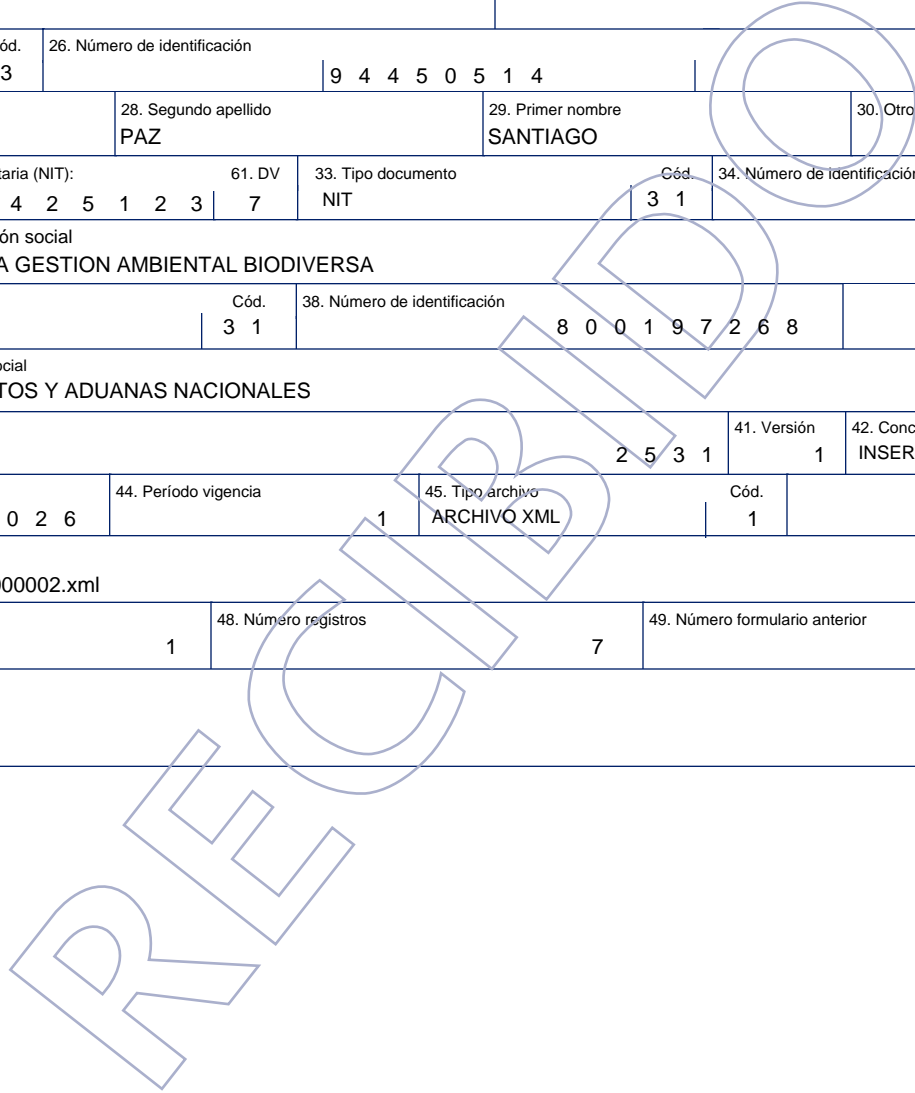 ód. 26. Número de identificación
3 9 4 4 5 0 5 1 4
28. Segundo apellido 29. Primer nombre 30. Otro
PAZ SANTIAGO
taria (NIT): 61. DV 33. Tipo documento Cód. 34. Número de identificación
4 2 5 1 2 3 7 NIT 3 1
ón social
A GESTION AMBIENTAL BIODIVERSA
Cód. 38. Número de identificación
3 1 8 0 0 1 9 7 2 6 8
ocial
TOS Y ADUANAS NACIONALES
41. Versión 42. Conc
2 5 3 1 1 INSER
44. Período vigencia 45. Tipo archivo Cód.
0 2 6 1 ARCHIVO XML 1
000002.xml
48. Número registros 49. Número formulario anterior
1 7
RECIBIDO